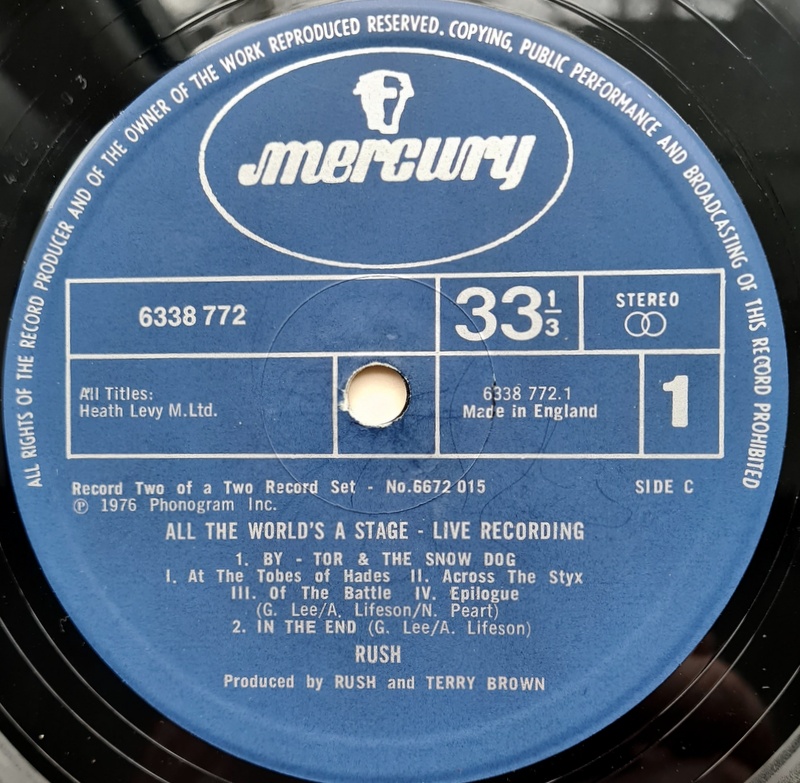 ALL RIGHTS OF THE RECORD PRODUCER AND OF THE OWNER OF THE WORK REPRODUCED RESERVED. COPYING, PUBLIC PERFORMANCE AND BROADCASTING OF THIS RECORD PROHIBITED
mercury
6338 772
33 1/3
STEREO
All Titles:
Heath Levy M.Ltd.
6338 772.1
Made in England
1
Record Two of a Two Record Set - No.6672 015
SIDE C
℗ 1976 Phonogram Inc.
ALL THE WORLD'S A STAGE - LIVE RECORDING
1. BY - TOR & THE SNOW DOG
I. At The Tobes of Hades II. Across The Styx
III. Of The Battle IV. Epilogue
(G. Lee/A. Lifeson/N. Peart)
2. IN THE END (G. Lee/A. Lifeson)
RUSH
Produced by RUSH and TERRY BROWN